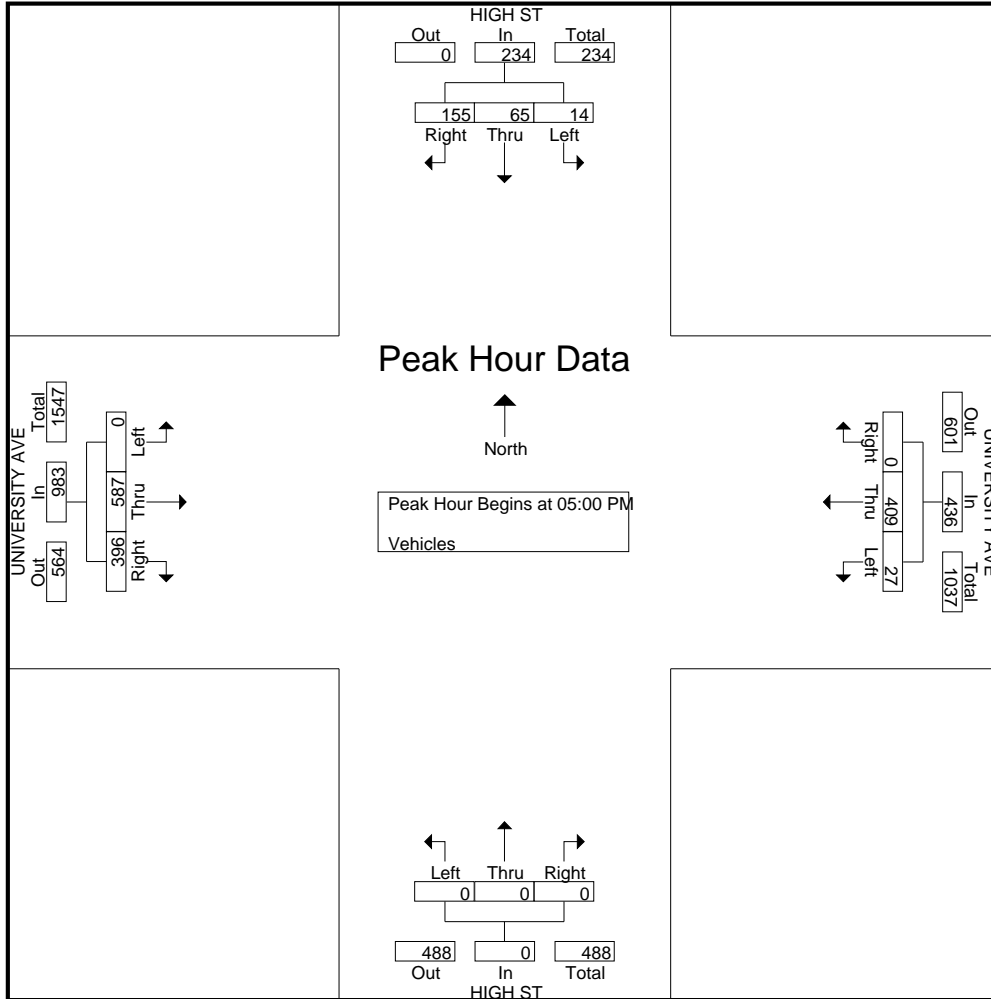 HIGH ST
Out In Total
0 234 234
155 65 14
Right Thru Left
Peak Hour Data
North
Peak Hour Begins at 05:00 PM
Vehicles
UNIVERSITY AVE
Out In Total
564 983 1547
396 587 0
Right Thru Left
UNIVERSITY AVE
Out In Total
601 436 1037
0 409 27
Right Thru Left
Left Thru Right
0 0 0
488 0 488
Out In Total
HIGH ST